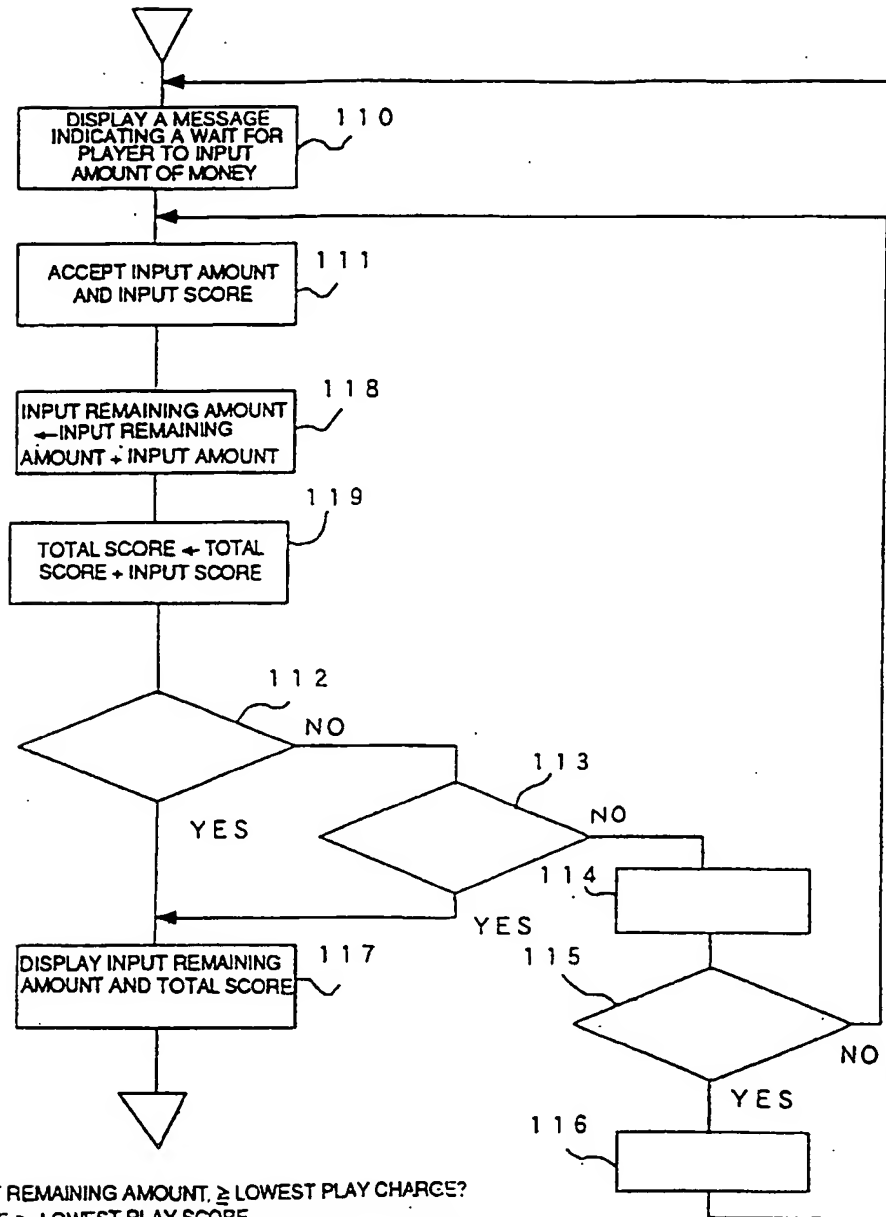 DISPLAY A MESSAGE
INDICATING A WAIT FOR
PLAYER TO INPUT
AMOUNT OF MONEY
110
ACCEPT INPUT AMOUNT
AND INPUT SCORE
111
INPUT REMAINING AMOUNT
←INPUT REMAINING
AMOUNT + INPUT AMOUNT
118
TOTAL SCORE ← TOTAL
SCORE + INPUT SCORE
119
112
NO
YES
113
NO
YES
114
115
NO
YES
116
DISPLAY INPUT REMAINING
AMOUNT AND TOTAL SCORE
117
REMAINING AMOUNT, ≧ LOWEST PLAY CHARGE?
≧ LOWEST PLAY SCORE